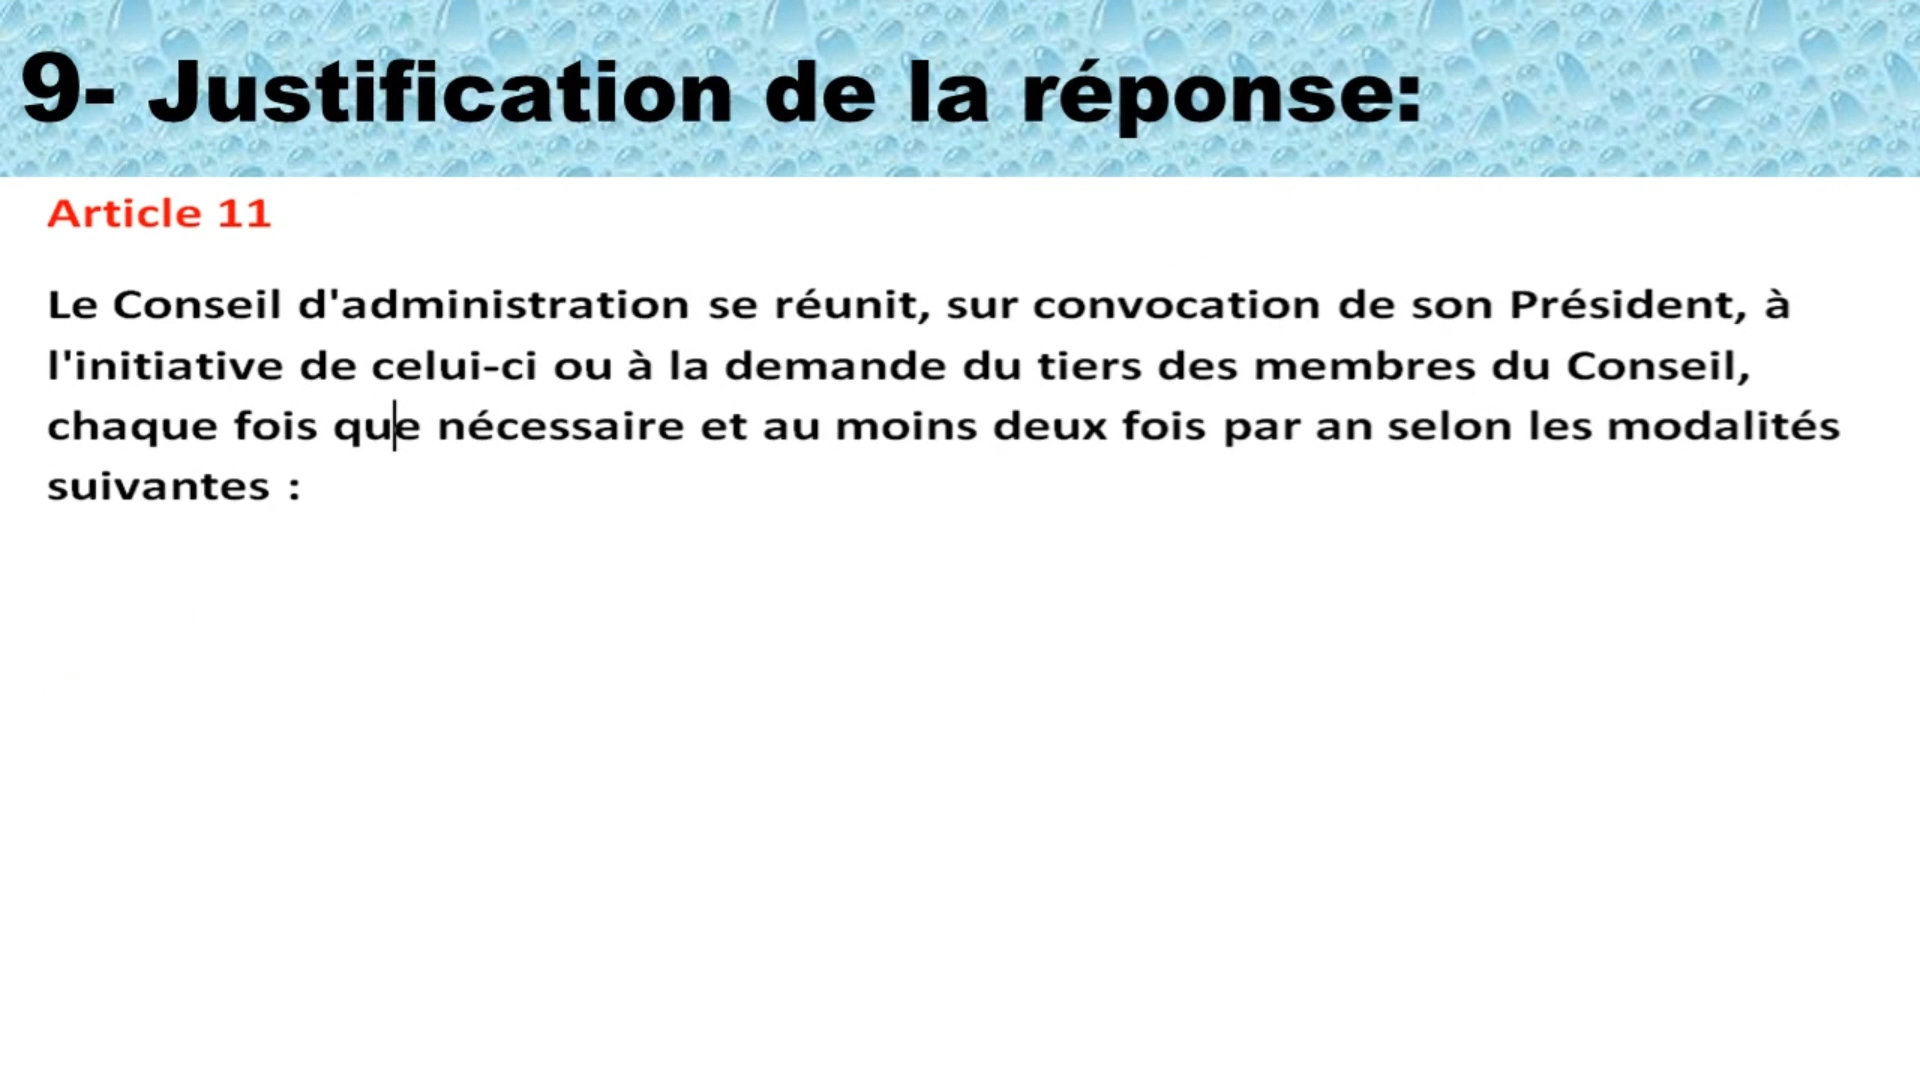 9- Justification de la réponse:
Article 11
Le Conseil d'administration se réunit, sur convocation de son Président, à
l'initiative de celui-ci ou à la demande du tiers des membres du Conseil,
chaque fois que nécessaire et au moins deux fois par an selon les modalités
suivantes :